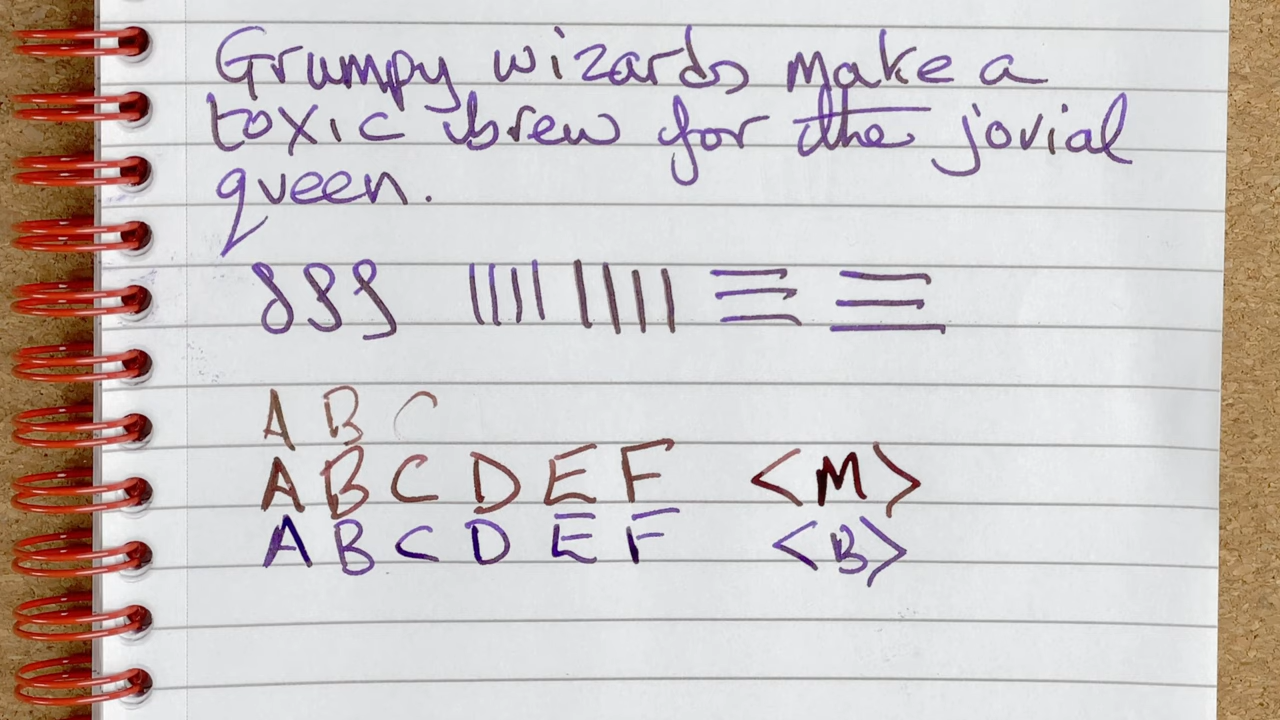 Grumpy wizards make a
toxic brew for the jovial
queen.
A B C
A B C D E F <M>
A B C D E F <B>